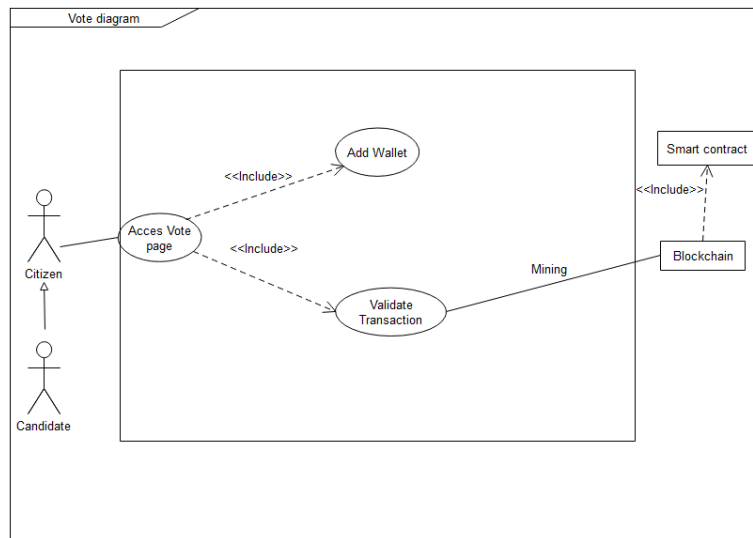 Vote diagram
Add Wallet
Smart contract
<<Include>>
<<Include>>
Acces Vote
page
<<Include>>
Blockchain
Citizen
Mining
Validate
Transaction
Candidate